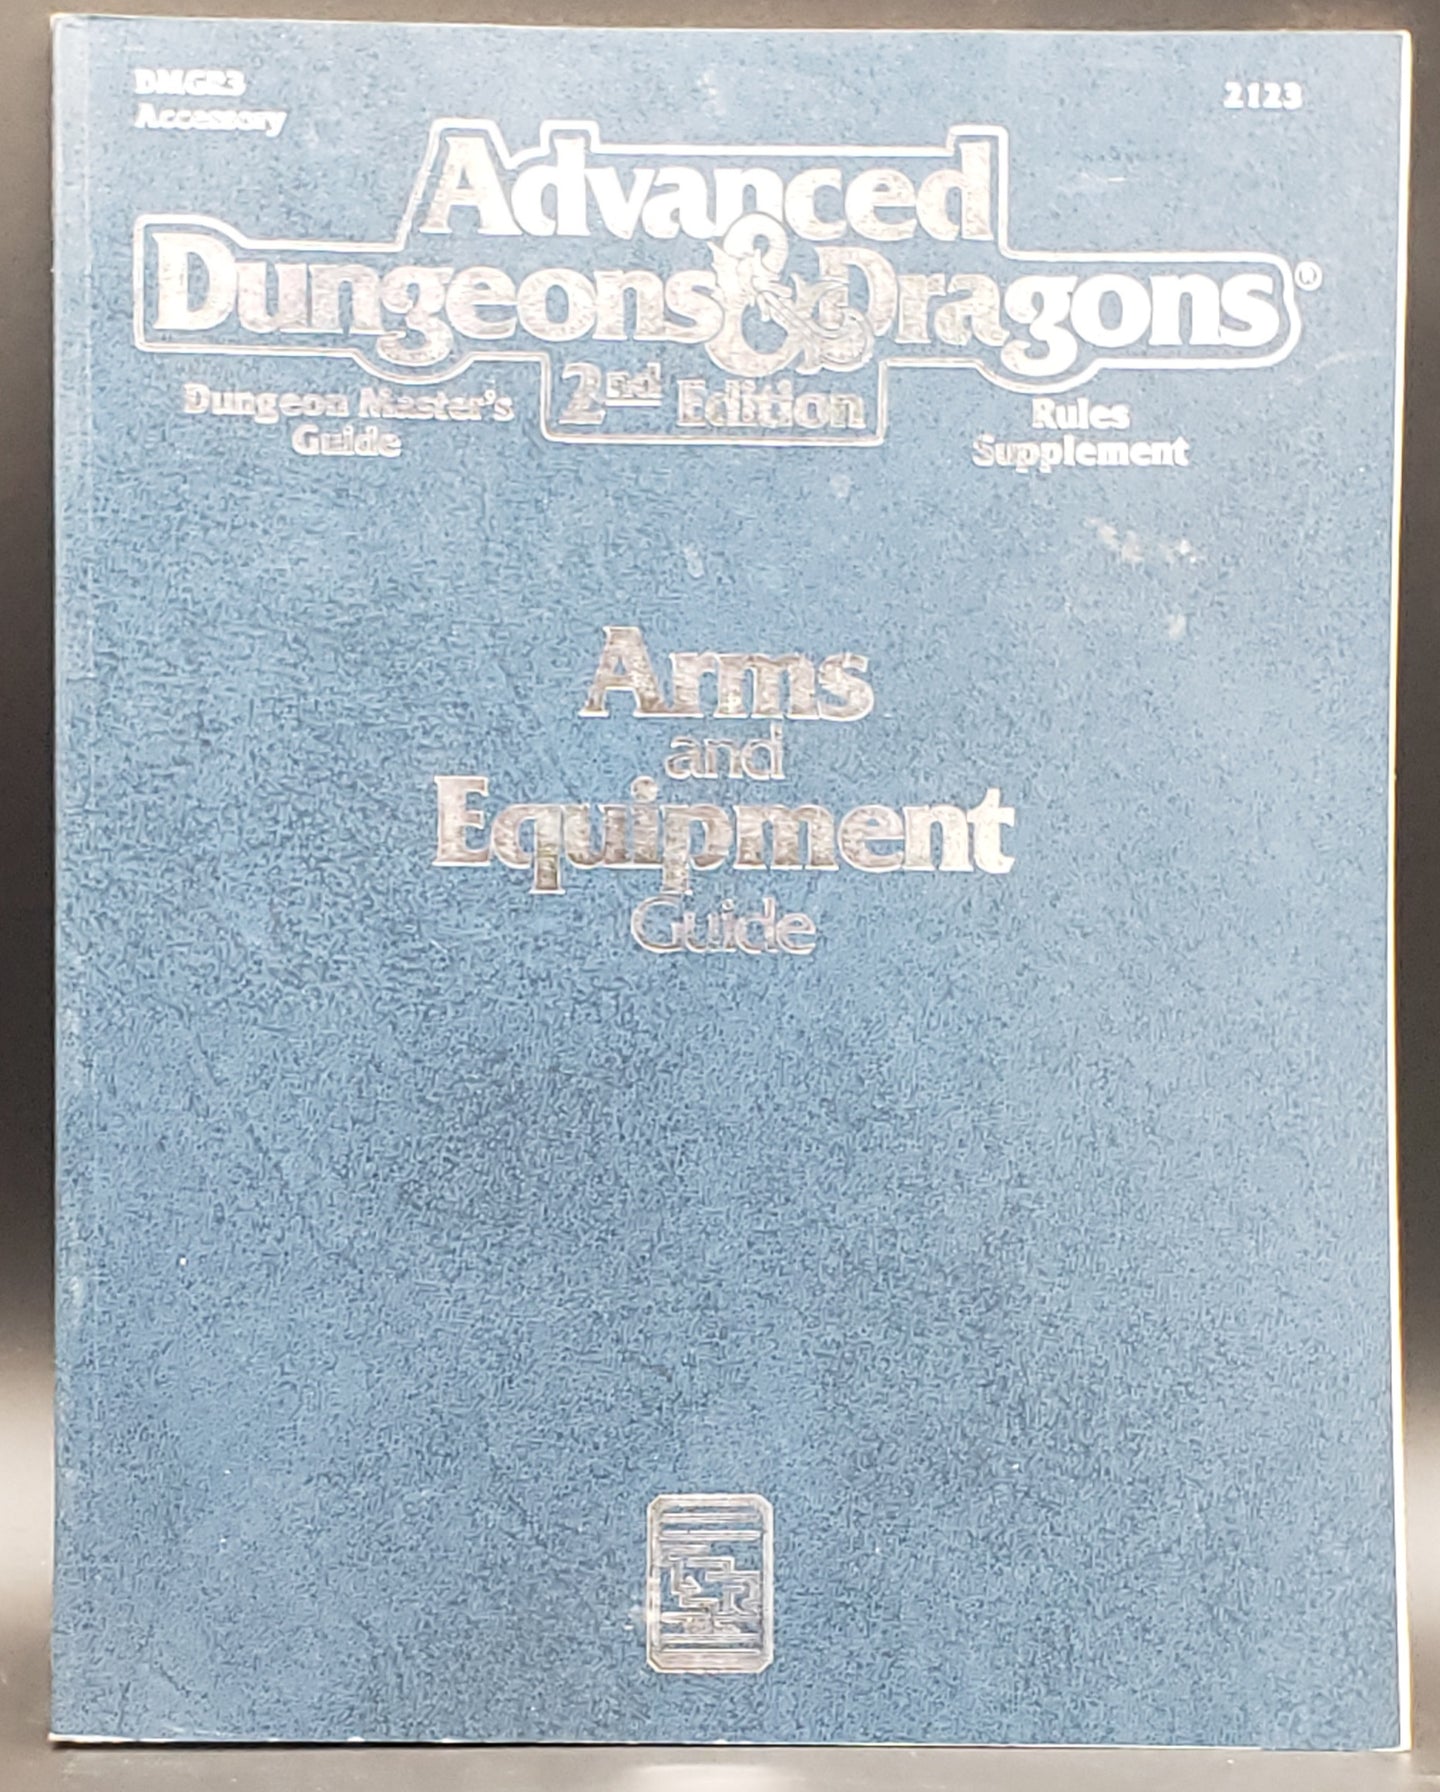 DMGR3
Accessory
2123
Advanced
Dungeons & Dragons®
2nd Edition
Dungeon Master's
Guide
Rules
Supplement
Arms
and
Equipment
Guide
TSR